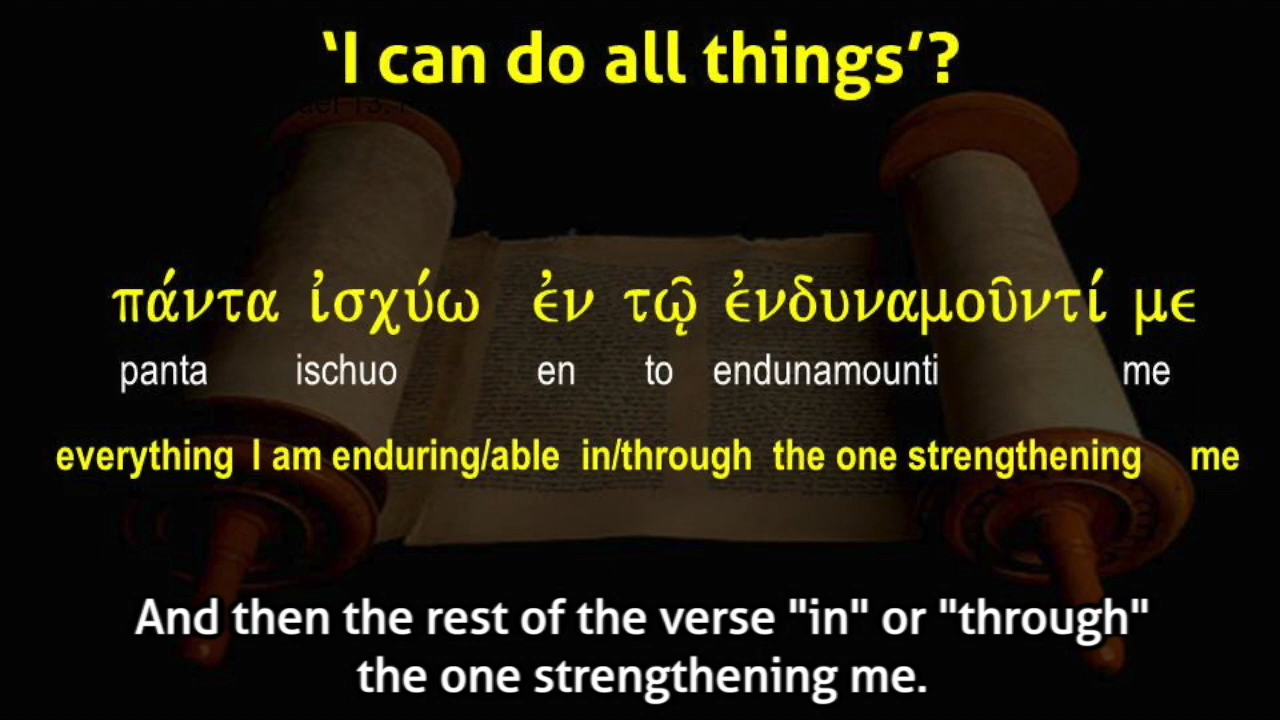 ‘I can do all things’?
πάντα ἰσχύω ἐν τῷ ἐνδυναμοῦντί με
panta ischuo en to endunamounti me
everything I am enduring/able in/through the one strengthening me
And then the rest of the verse "in" or "through"
the one strengthening me.